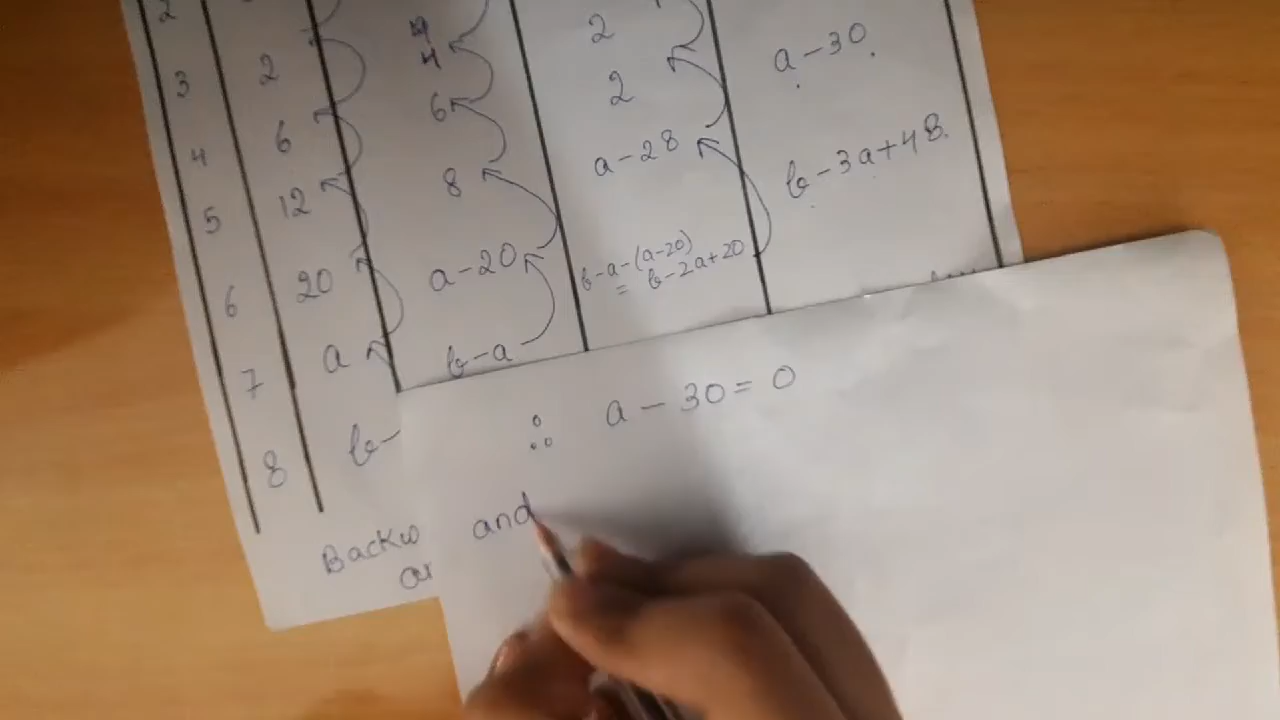 2
3 2 4 2 a-30.
4 6 6 2 b-3a+48.
5 12 8 a-28
6 20 a-20 b-a-(a-20)
= b-2a+20
7 a b-a
8 b-
∴ a-30=0
and
Backw